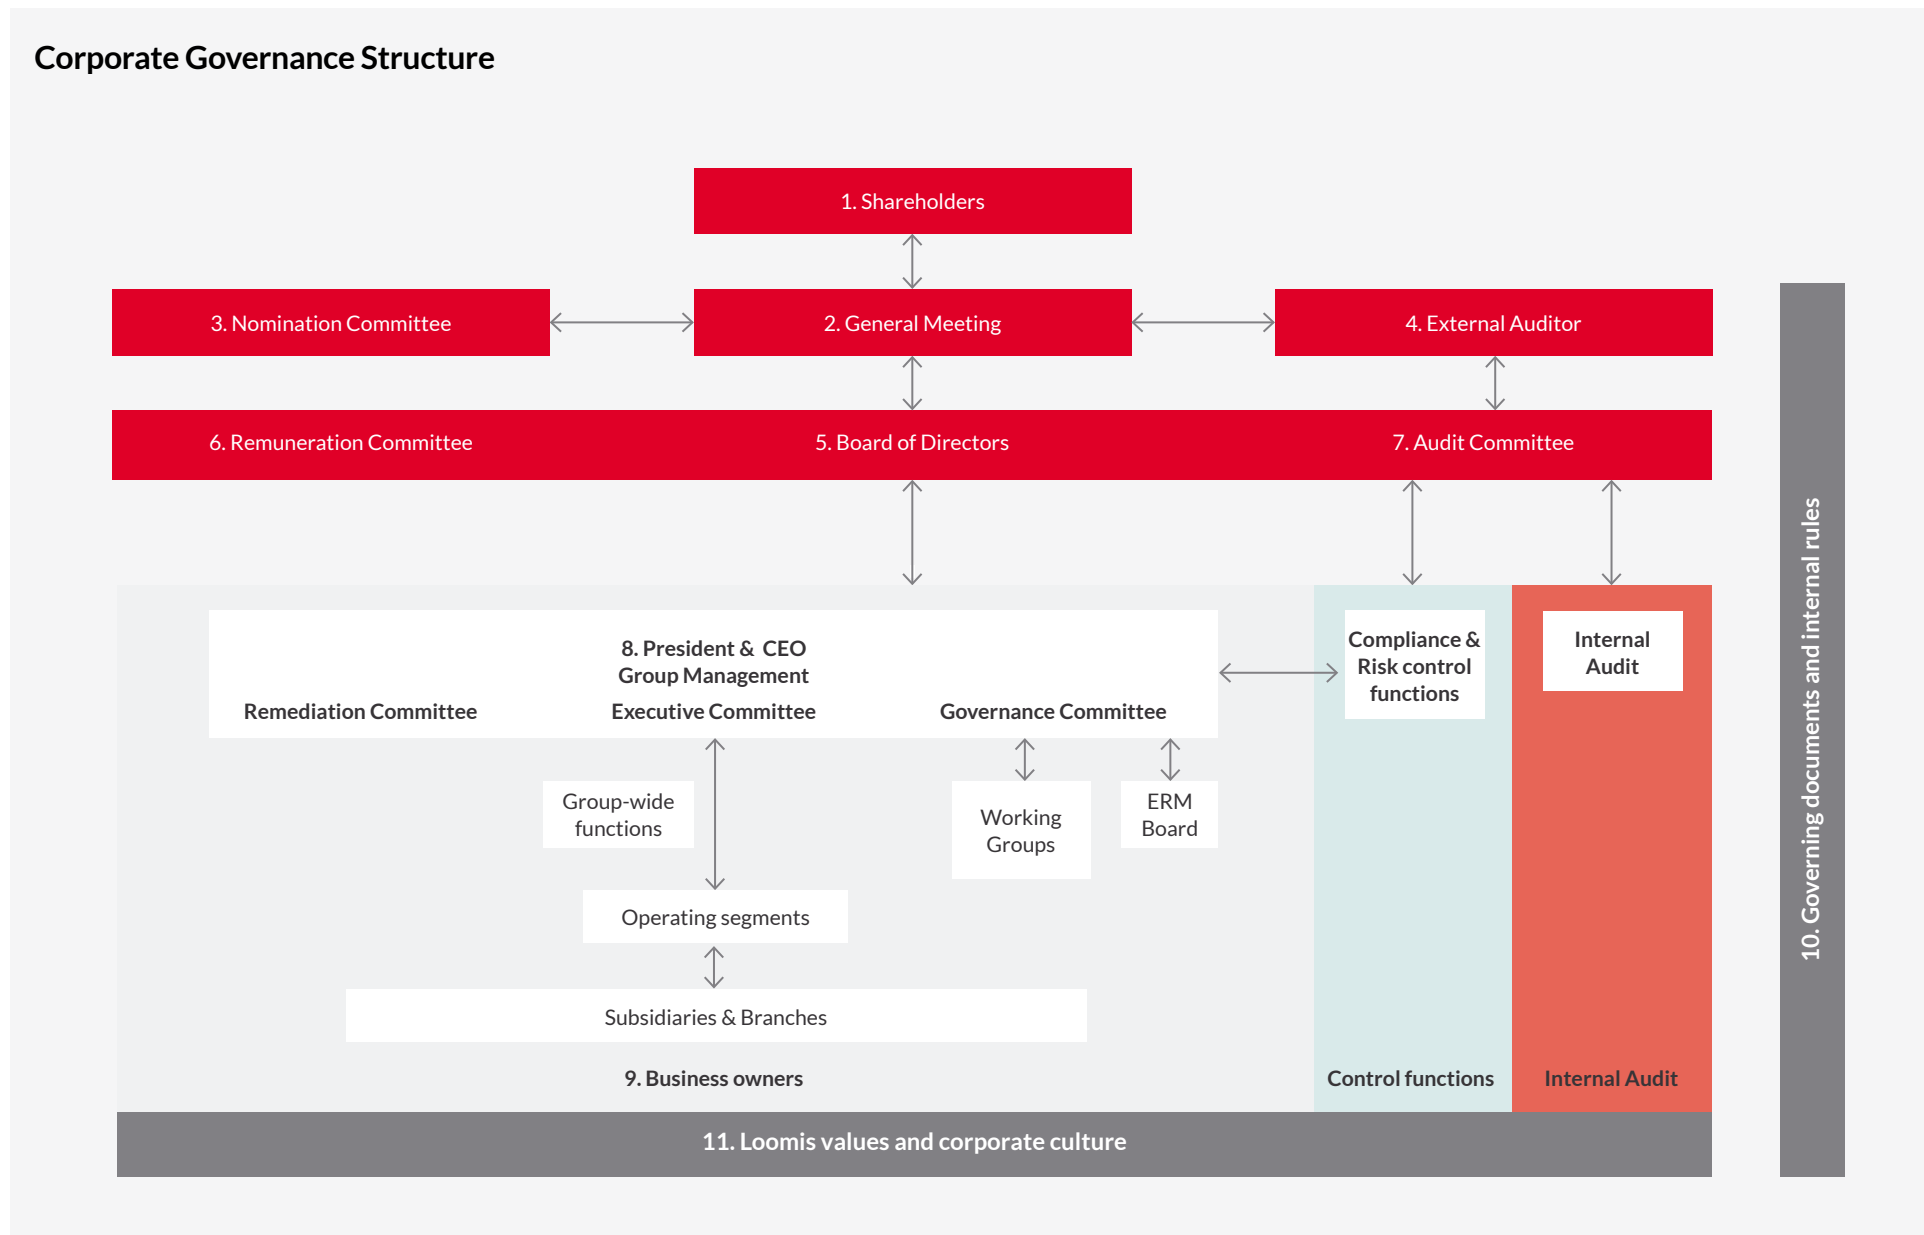 Corporate Governance Structure
1. Shareholders
3. Nomination Committee
2. General Meeting
4. External Auditor
6. Remuneration Committee
5. Board of Directors
7. Audit Committee
8. President & CEO
Group Management
Remediation Committee
Executive Committee
Governance Committee
Compliance &
Risk control
functions
Internal
Audit
Group-wide
functions
Working
Groups
ERM
Board
Operating segments
Subsidiaries & Branches
9. Business owners
Control functions
Internal Audit
11. Loomis values and corporate culture
10. Governing documents and internal rules